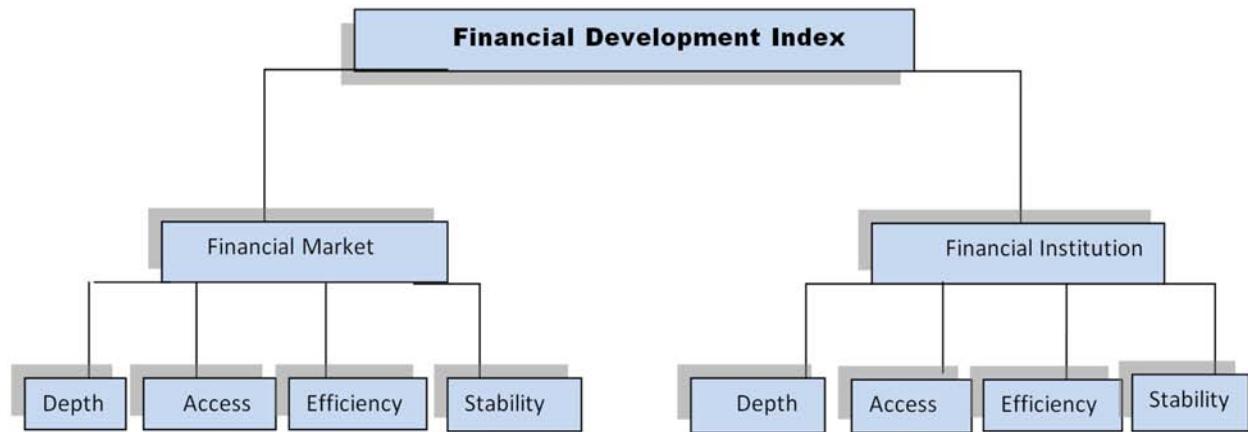 Financial Development Index
Financial Market
Financial Institution
Depth
Access
Efficiency
Stability
Depth
Access
Efficiency
Stability